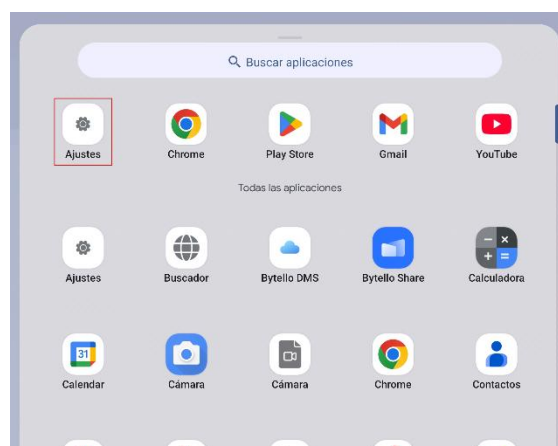 Buscar aplicaciones
Ajustes Chrome Play Store Gmail YouTube
Todas las aplicaciones
Ajustes Buscador Bytello DMS Bytello Share Calculadora
31
Calendar Cámara Cámara Chrome Contactos